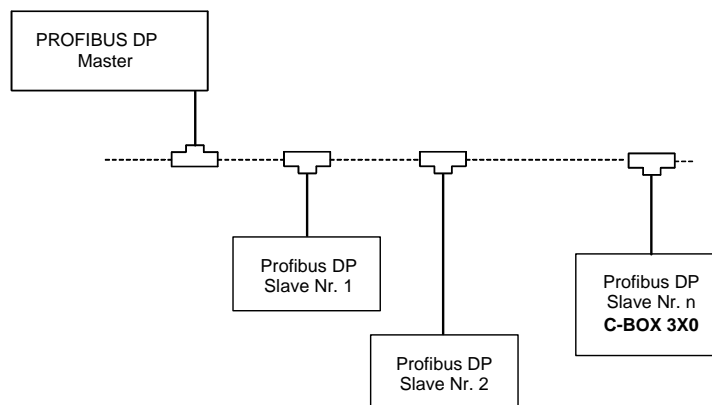 PROFIBUS DP
Master
Profibus DP
Slave Nr. 1
Profibus DP
Slave Nr. 2
Profibus DP
Slave Nr. n
C-BOX 3X0